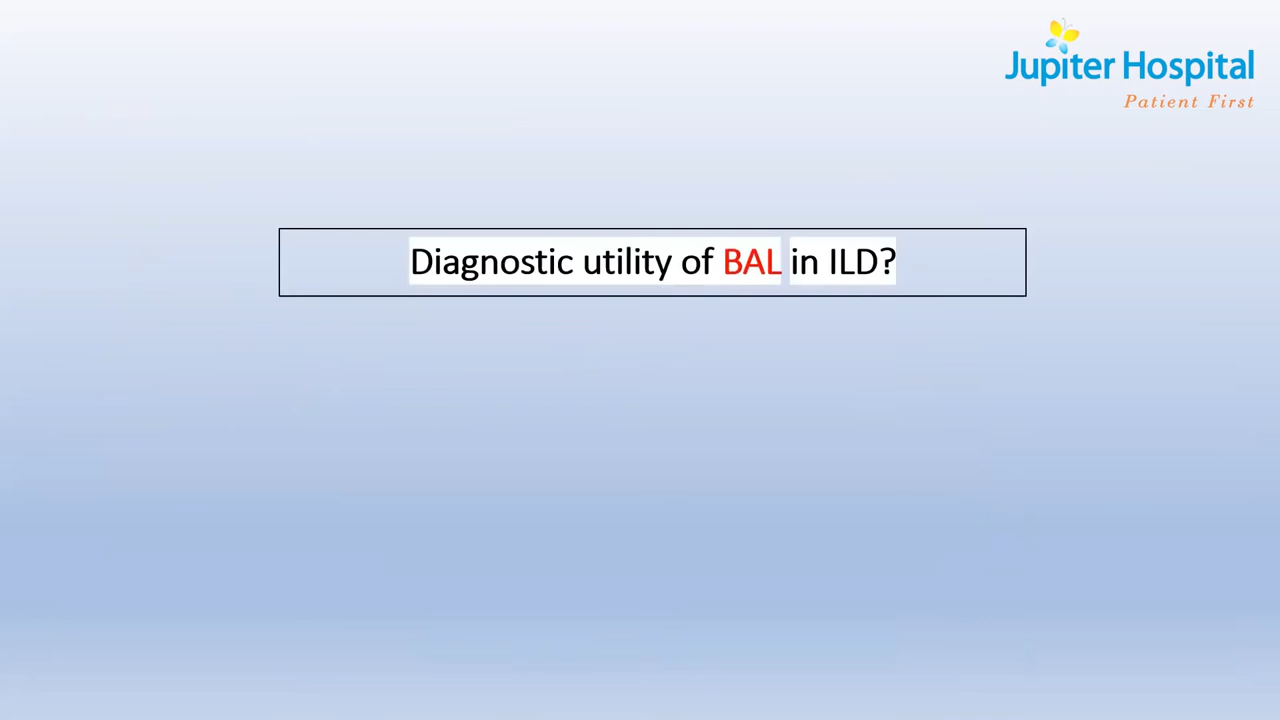 Jupiter Hospital
Patient First
Diagnostic utility of BAL in ILD?